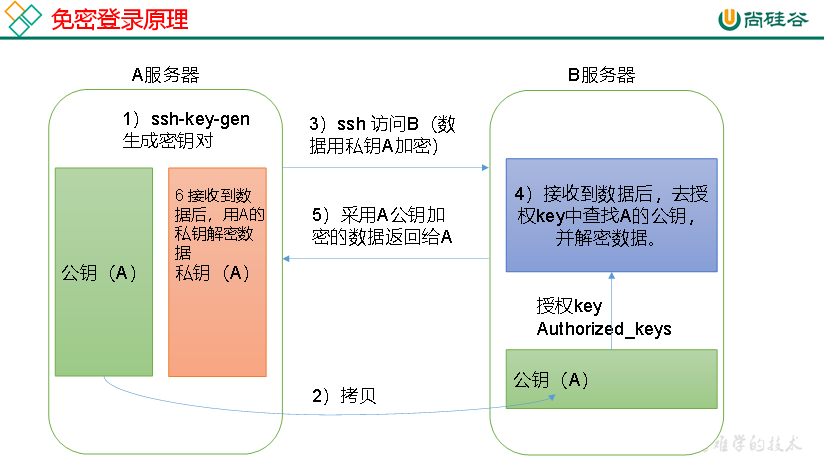 免密登录原理
尚硅谷
A服务器
B服务器
1）ssh-key-gen
生成密钥对
3）ssh 访问B（数
据用私钥A加密）
公钥（A）
6 接收到数
据后，用A的
私钥解密数
据
私钥（A）
5）采用A公钥加
密的数据返回给A
4）接收到数据后，去授
权key中查找A的公钥，
并解密数据。
授权key
Authorized_keys
2）拷贝
公钥（A）
学的技术